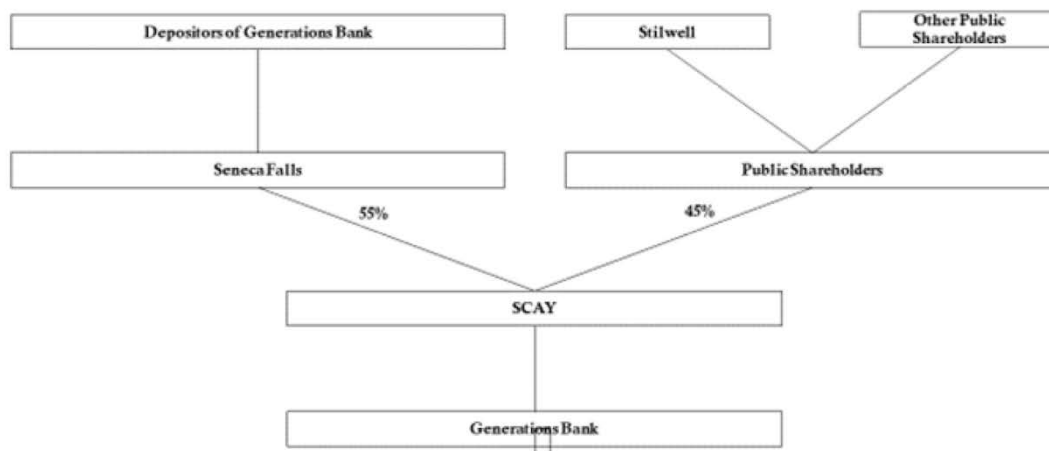 Depositors of Generations Bank
Stilwell
Other Public
Shareholders
Seneca Falls
Public Shareholders
55%
45%
SCAY
Generations Bank